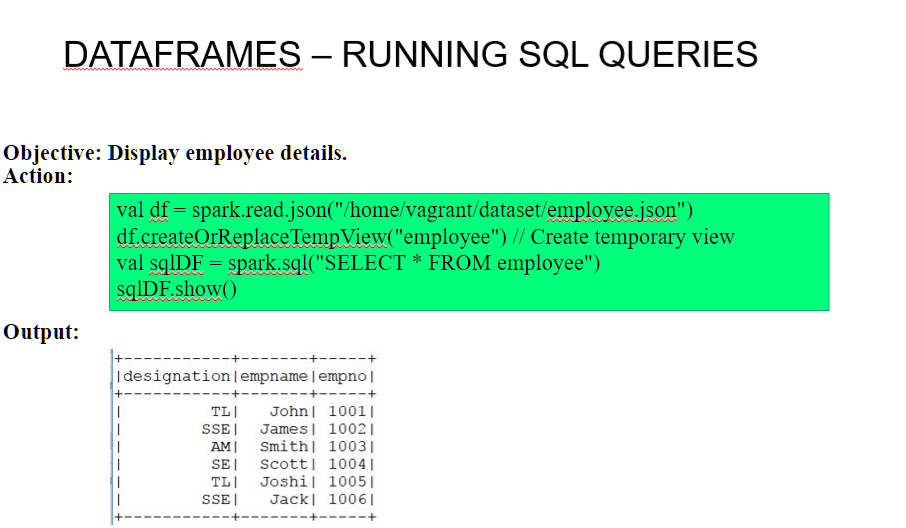 DATAFRAMES – RUNNING SQL QUERIES
Objective: Display employee details.
Action:
val df = spark.read.json("/home/vagrant/dataset/employee.json")
df.createOrReplaceTempView("employee") // Create temporary view
val sqlDF = spark.sql("SELECT * FROM employee")
sqlDF.show()
Output:
+-----------+-------+-----+
|designation|empname|empno|
+-----------+-------+-----+
|         TL|   John| 1001|
|        SSE|  James| 1002|
|         AM|  Smith| 1003|
|         SE|  Scott| 1004|
|         TL|  Joshi| 1005|
|        SSE|   Jack| 1006|
+-----------+-------+-----+